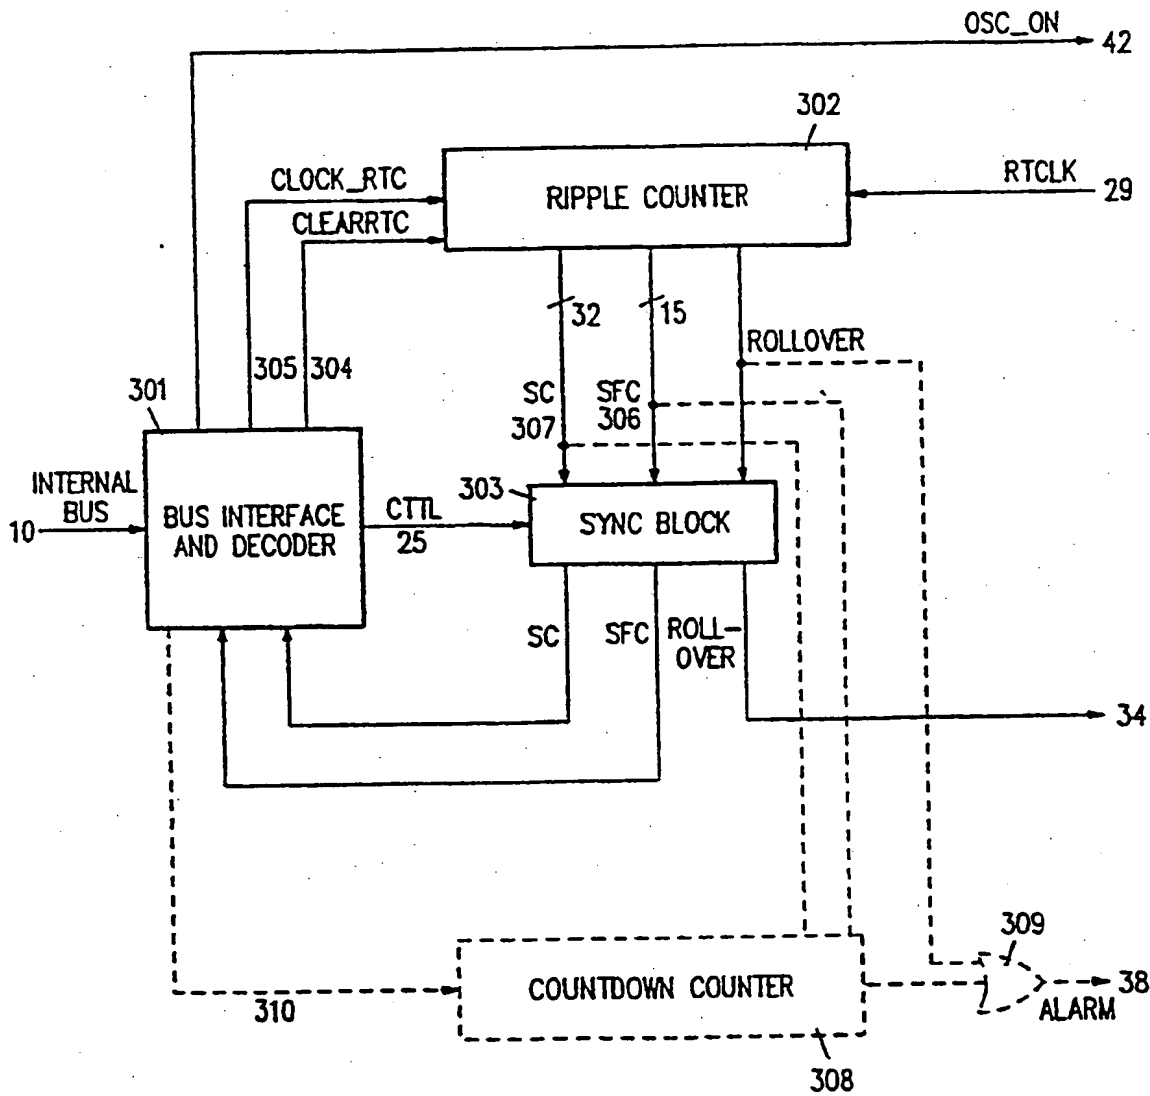 OSC_ON
42
302
CLOCK_RTC
RIPPLE COUNTER
RTCLK
29
CLEARRTC
32
15
ROLLOVER
305
304
301
SC
307
SFC
306
INTERNAL
BUS
10
BUS INTERFACE
AND DECODER
CTTL
25
303
SYNC BLOCK
SC
SFC
ROLL-
OVER
34
309
COUNTDOWN COUNTER
310
38
ALARM
308